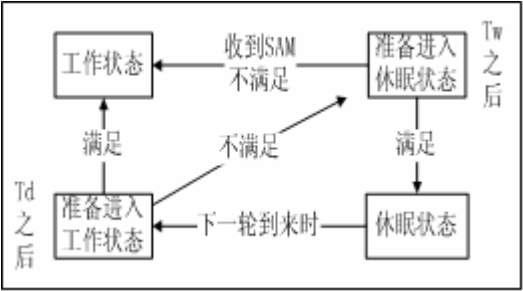 工作状态
收到SAM
不满足
准备进入
休眠状态
Tw
之
后
满足
不满足
满足
Td
之
后
准备进入
工作状态
下一轮到来时
休眠状态